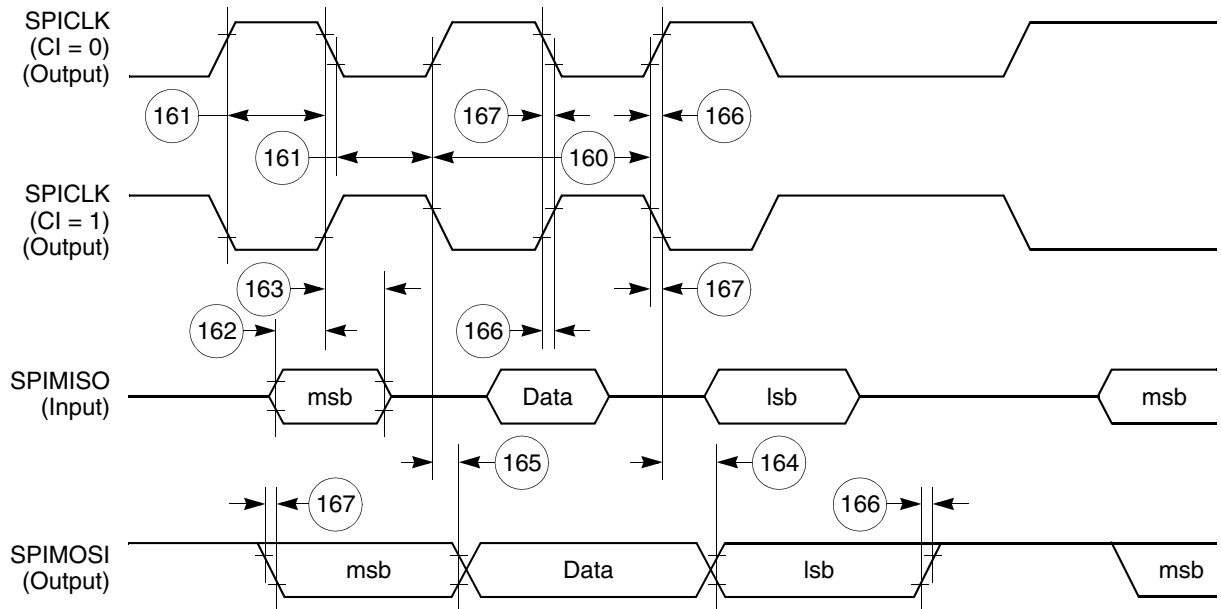 SPICLK
(CI = 0)
(Output)
161
167
166
161
160
SPICLK
(CI = 1)
(Output)
163
167
162
166
SPIMISO
(Input)
msb
Data
lsb
msb
165
164
167
166
SPIMOSI
(Output)
msb
Data
lsb
msb